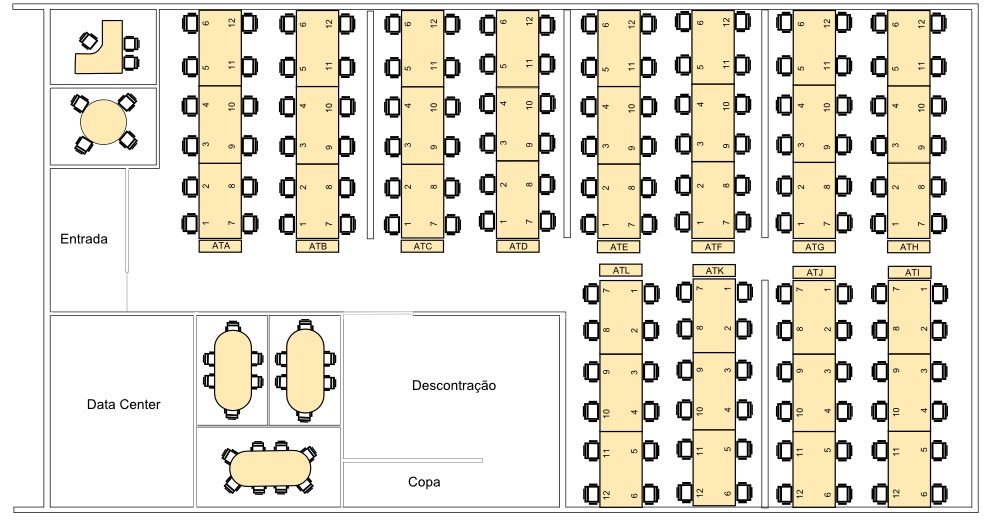 6 12 6 12 6 12 6 12 6 12 6 12 6 12 6 12
5 11 5 11 5 11 5 11 5 11 5 11 5 11 5 11
4 10 4 10 4 10 4 10 4 10 4 10 4 10 4 10
3 9 3 9 3 9 3 9 3 9 3 9 3 9 3 9
2 8 2 8 2 8 2 8 2 8 2 8 2 8 2 8
1 7 1 7 1 7 1 7 1 7 1 7 1 7 1 7
ATA ATB ATC ATD ATE ATF ATG ATH
Entrada
ATL ATK ATJ ATI
7 1 7 1 7 1 7 1
8 2 8 2 8 2 8 2
9 3 9 3 9 3 9 3
10 4 10 4 10 4 10 4
11 5 11 5 11 5 11 5
12 6 12 6 12 6 12 6
Data Center
Descontração
Copa